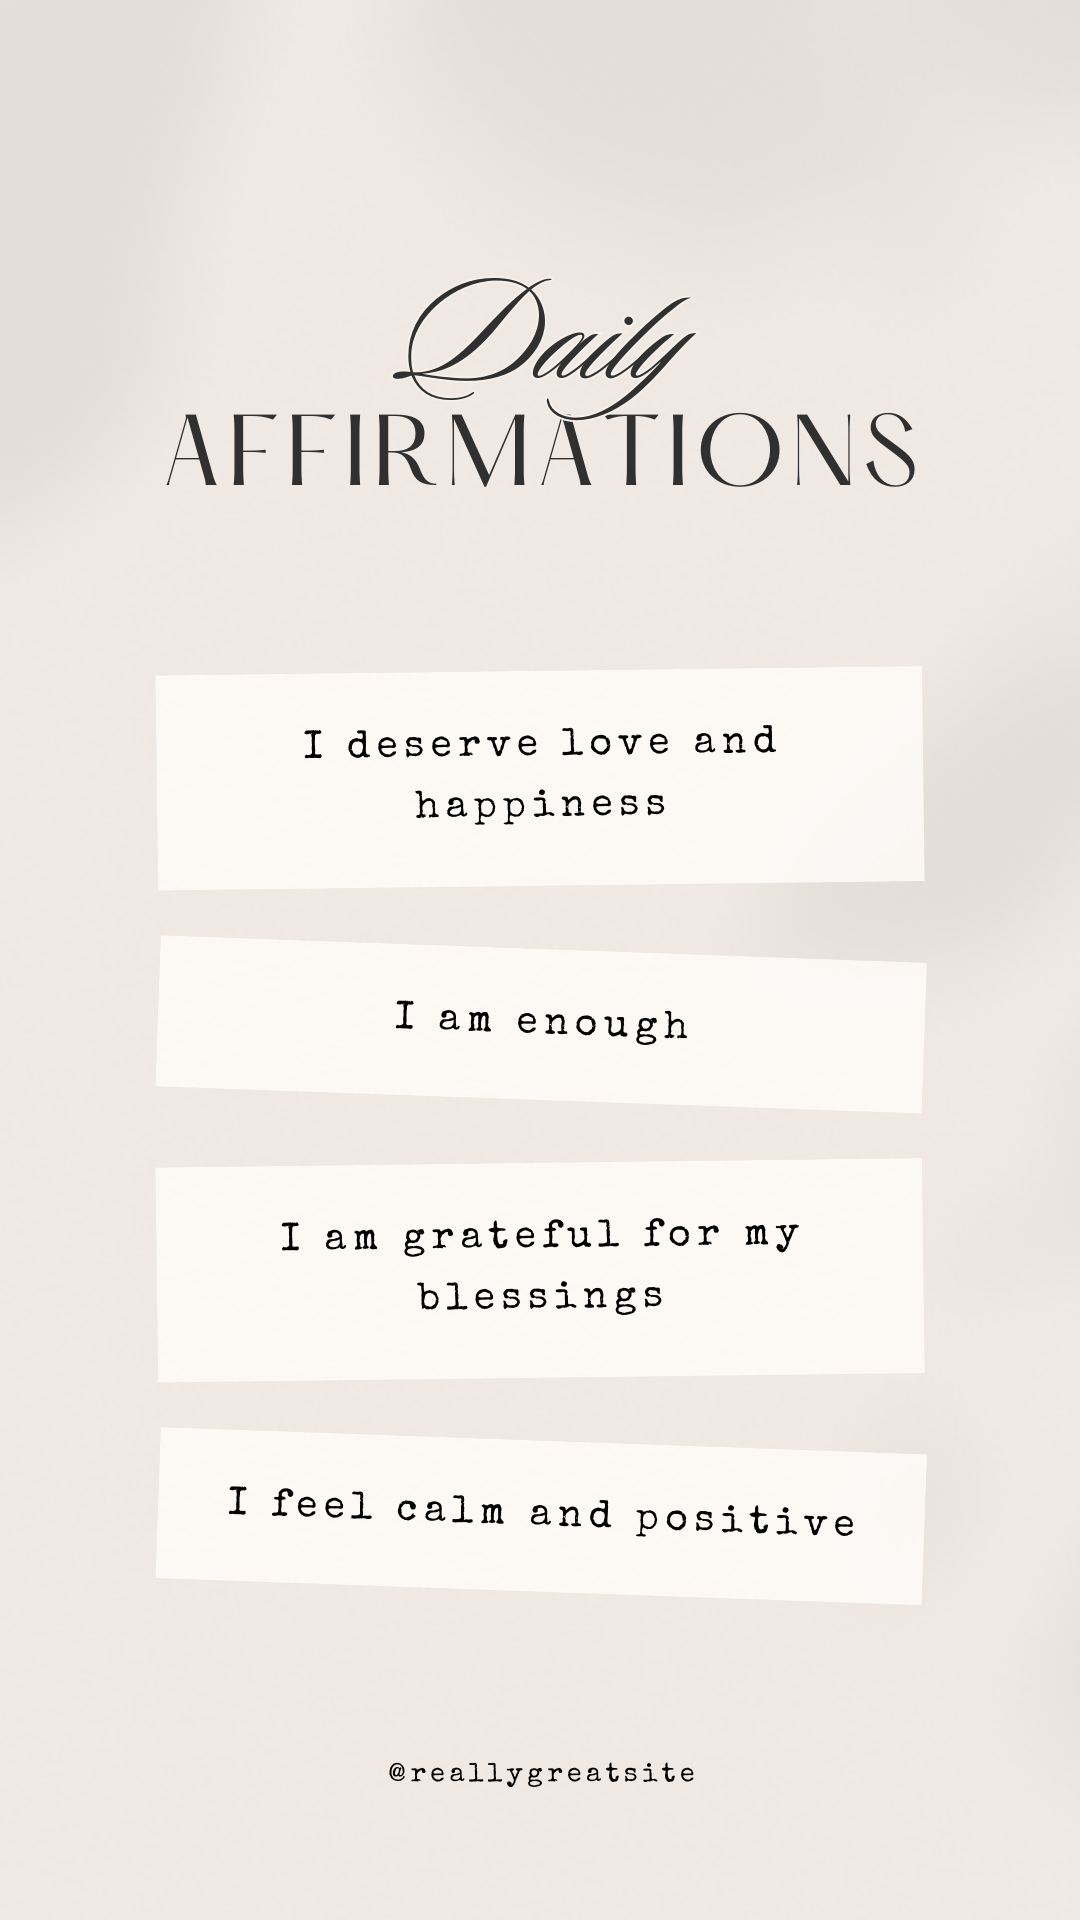 Daily
AFFIRMATIONS
I deserve love and
happiness
I am enough
I am grateful for my
blessings
I feel calm and positive
@reallygreatsite